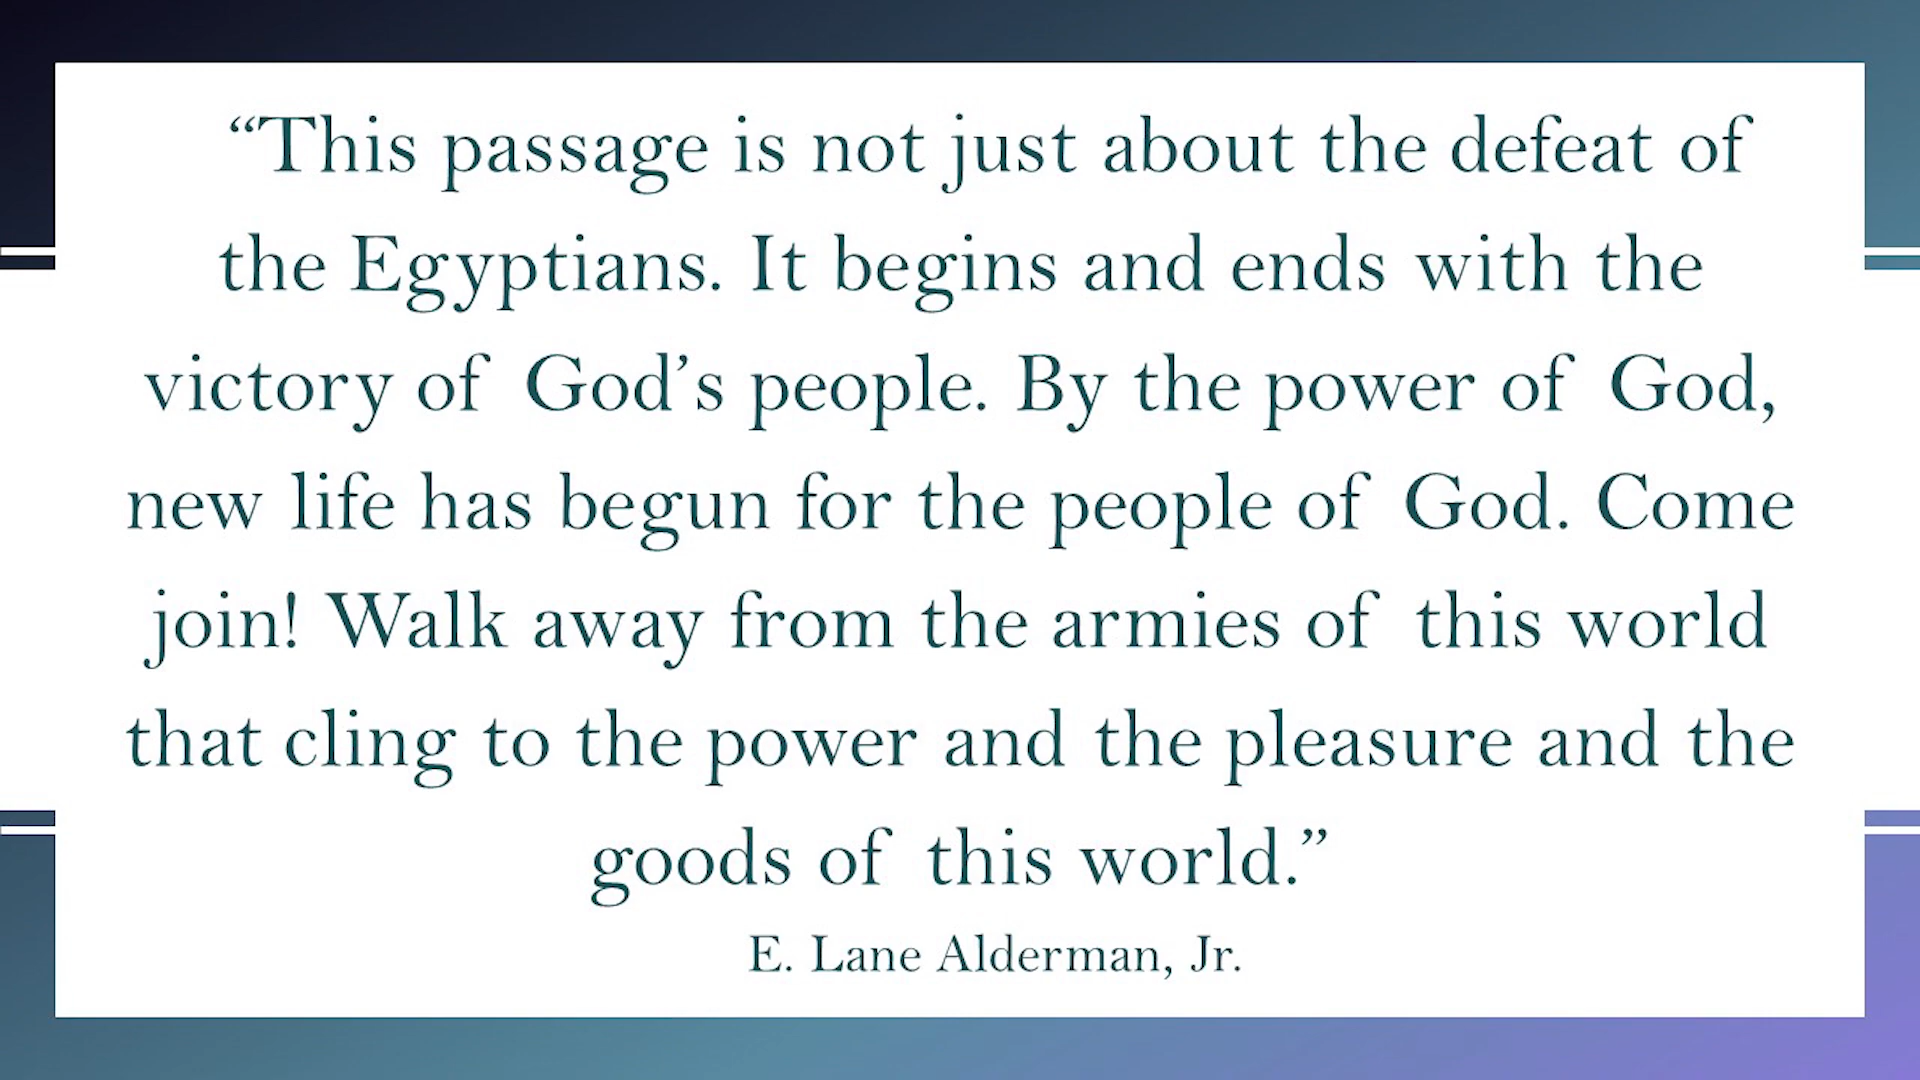 “This passage is not just about the defeat of
the Egyptians. It begins and ends with the
victory of God’s people. By the power of God,
new life has begun for the people of God. Come
join! Walk away from the armies of this world
that cling to the power and the pleasure and the
goods of this world.”
E. Lane Alderman, Jr.